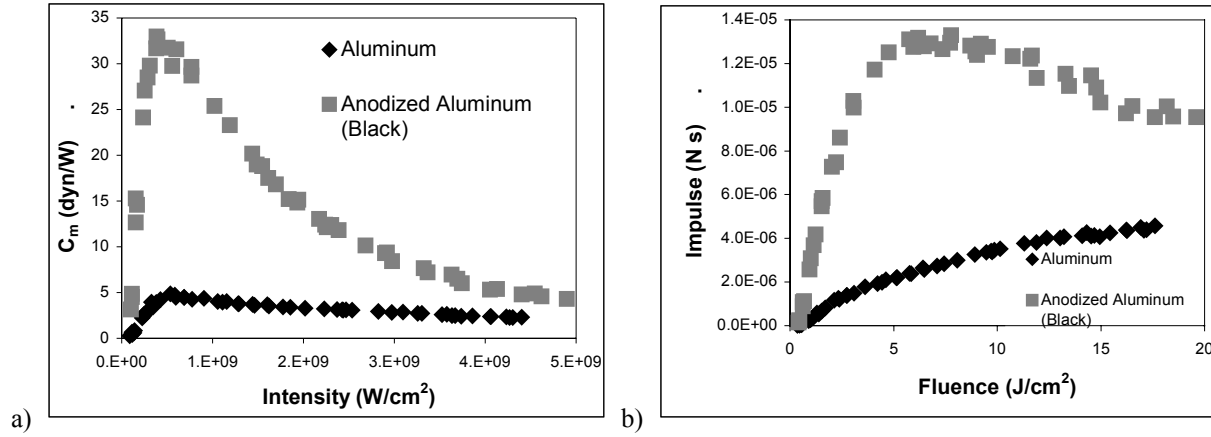 35
30
25
20
15
10
5
0
C_m (dyn/W)
Aluminum
Anodized Aluminum
(Black)
0.E+00 1.E+09 2.E+09 3.E+09 4.E+09 5.E+09
Intensity (W/cm²)
a)
1.4E-05
1.2E-05
1.0E-05
8.0E-06
6.0E-06
4.0E-06
2.0E-06
0.0E+00
Impulse (N s)
Aluminum
Anodized Aluminum
(Black)
0 5 10 15 20
Fluence (J/cm²)
b)